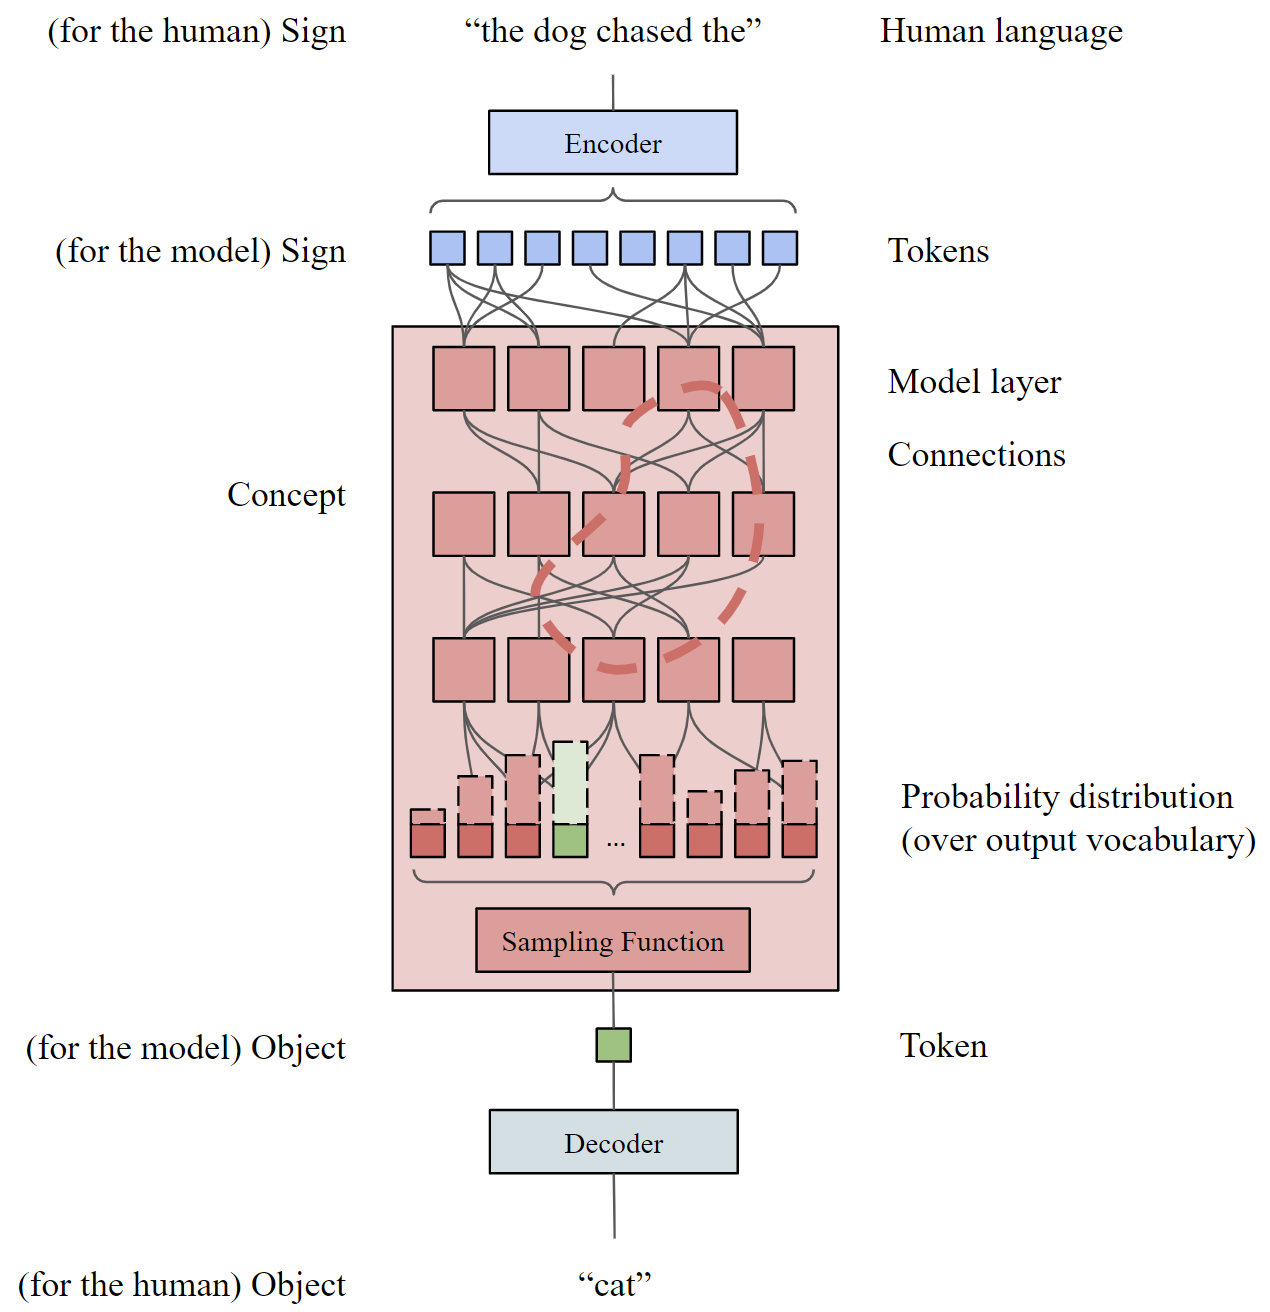 (for the human) Sign
“the dog chased the”
Human language
Encoder
(for the model) Sign
Tokens
Model layer
Connections
Concept
Probability distribution
(over output vocabulary)
...
Sampling Function
(for the model) Object
Token
Decoder
(for the human) Object
“cat”